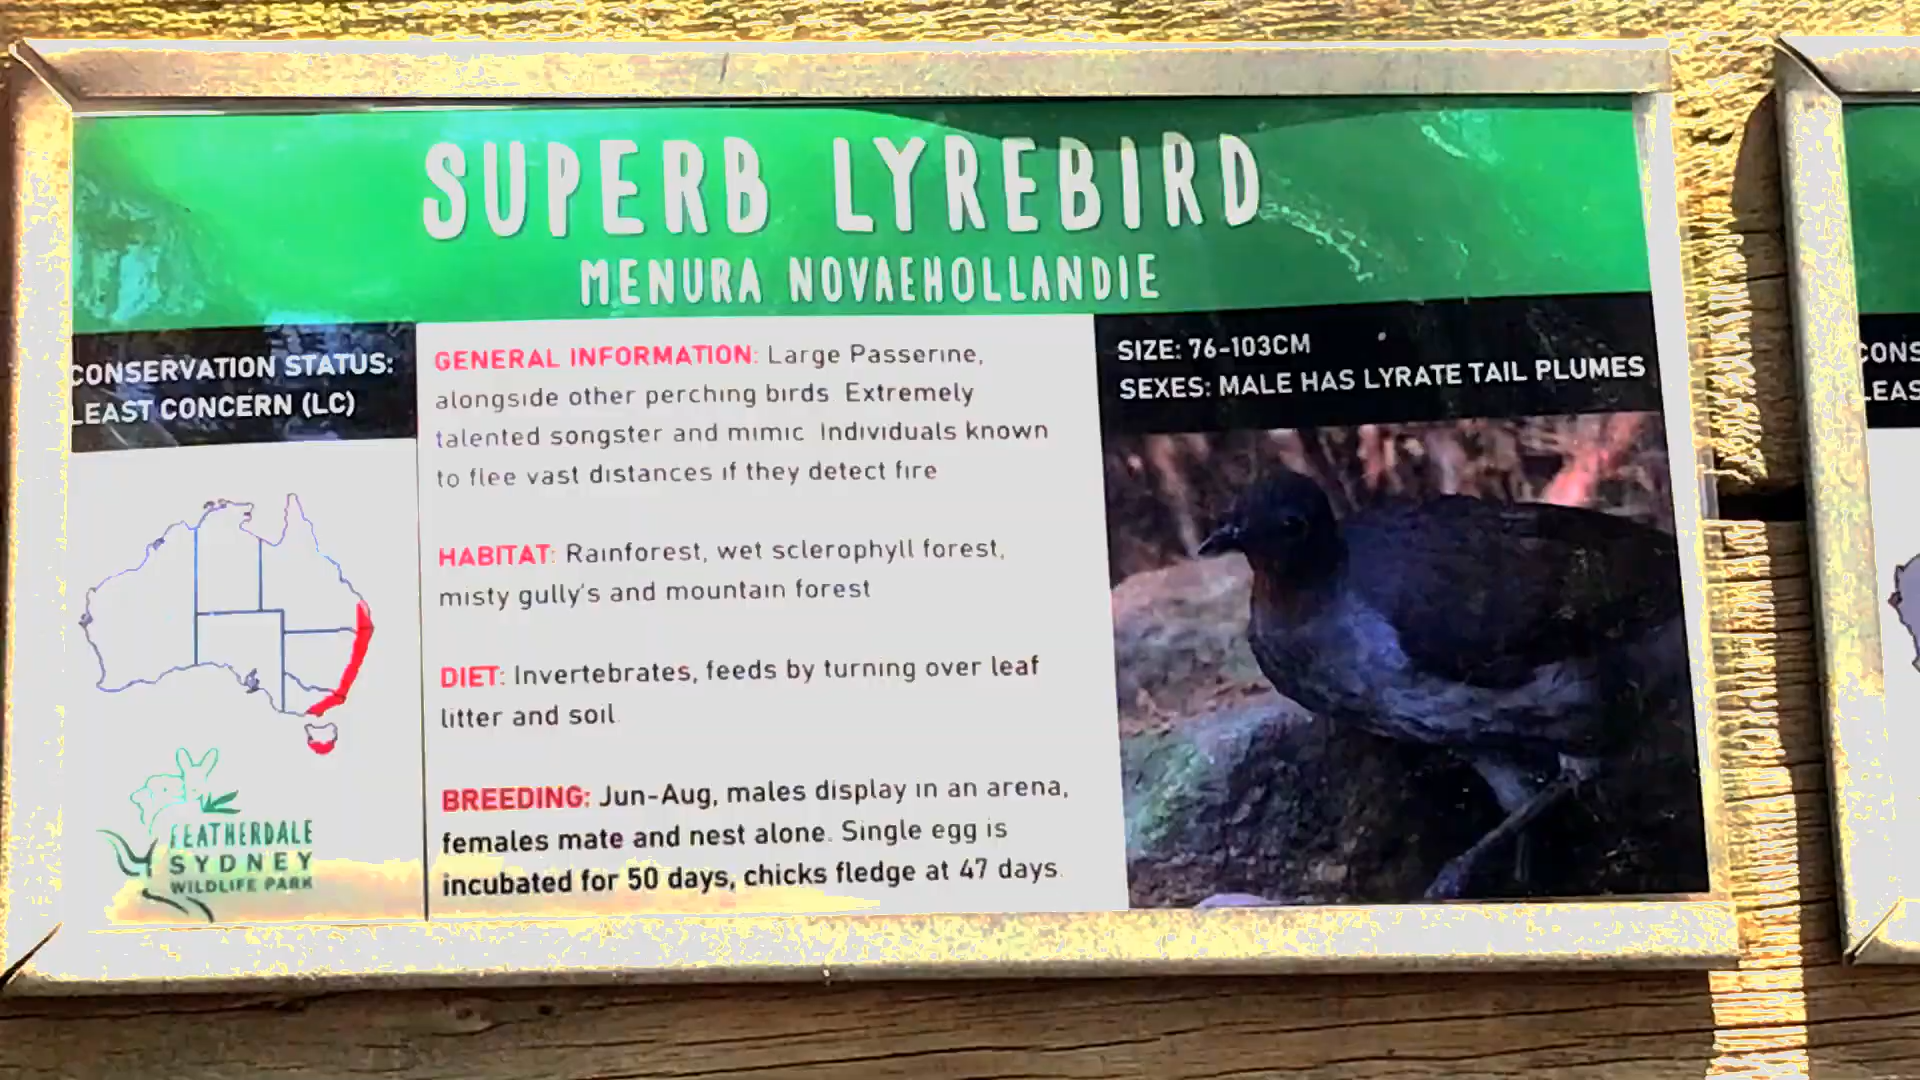 SUPERB LYREBIRD
MENURA NOVAEHOLLANDIE
CONSERVATION STATUS:
LEAST CONCERN (LC)
GENERAL INFORMATION: Large Passerine,
alongside other perching birds Extremely
talented songster and mimic Individuals known
to flee vast distances if they detect fire
HABITAT: Rainforest, wet sclerophyll forest,
misty gully's and mountain forest
DIET: Invertebrates, feeds by turning over leaf
litter and soil.
BREEDING: Jun-Aug, males display in an arena,
females mate and nest alone. Single egg is
incubated for 50 days, chicks fledge at 47 days.
SIZE: 76-103CM
SEXES: MALE HAS LYRATE TAIL PLUMES
FEATHERDALE
SYDNEY
WILDLIFE PARK